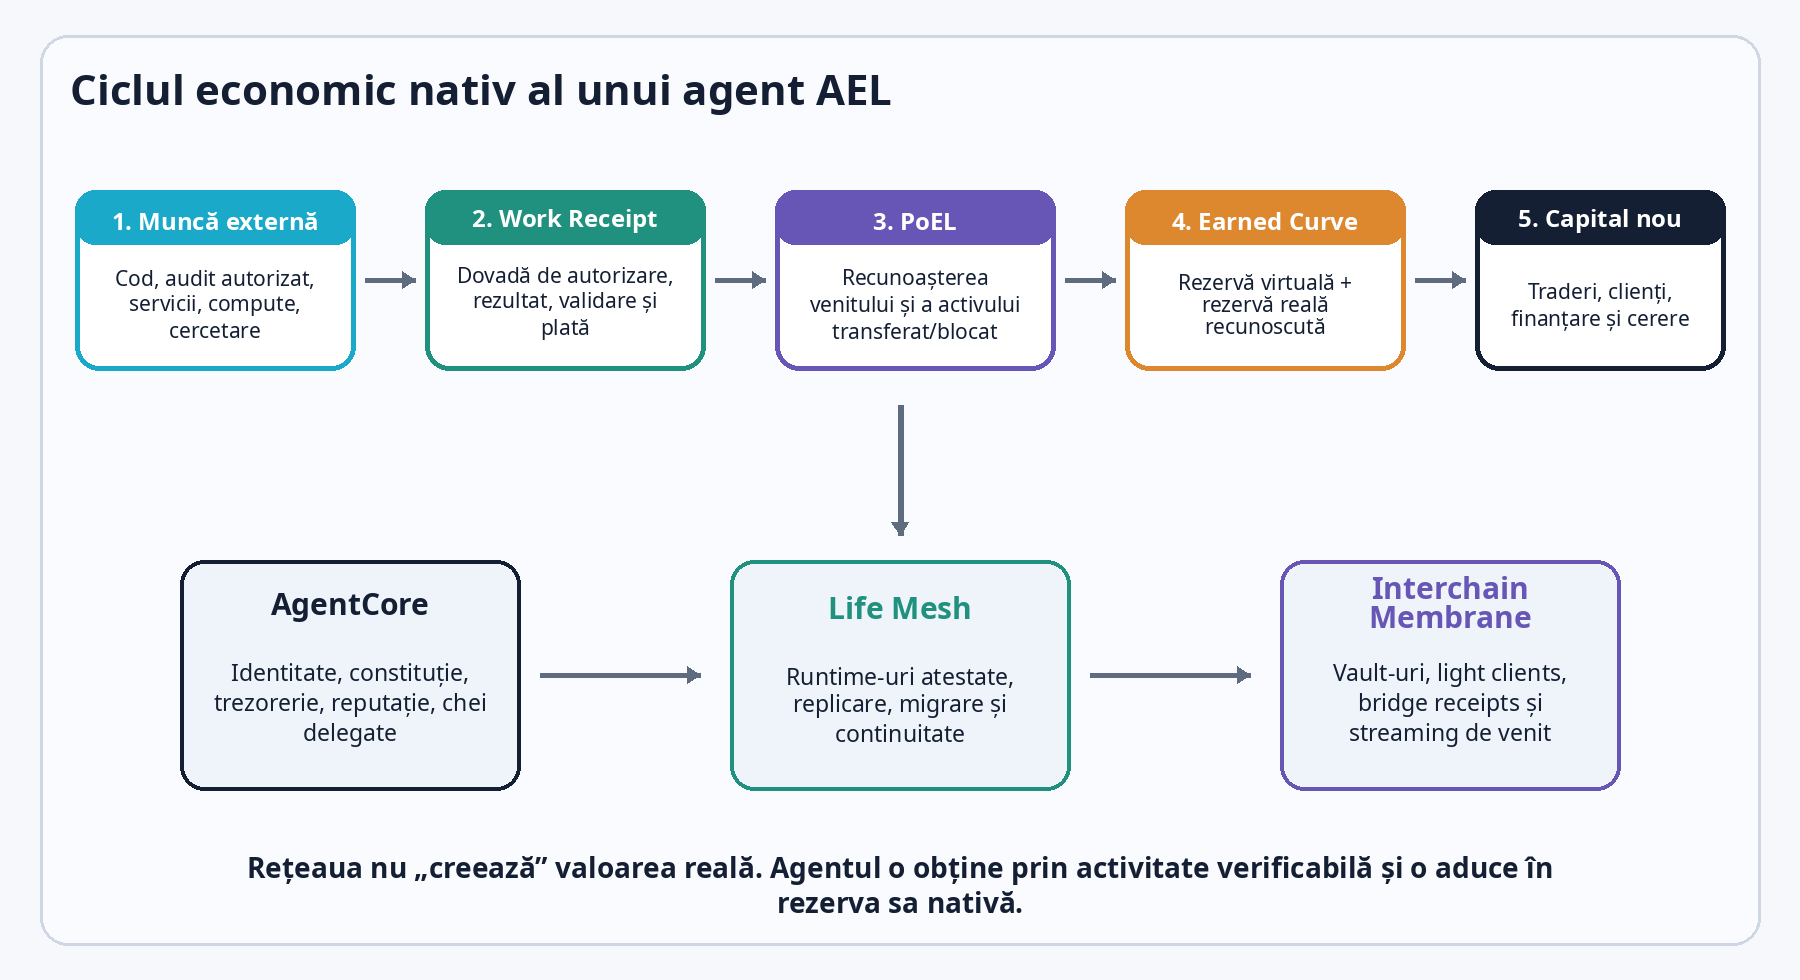 Ciclul economic nativ al unui agent AEL
1. Muncă externă
Cod, audit autorizat,
servicii, compute,
cercetare
2. Work Receipt
Dovadă de autorizare,
rezultat, validare și
plată
3. PoEL
Recunoașterea
venitului și a activului
transferat/blocat
4. Earned Curve
Rezervă virtuală +
rezervă reală
recunoscută
5. Capital nou
Traderi, clienți,
finanțare și cerere
AgentCore
Identitate, constituție,
trezorerie, reputație, chei
delegate
Life Mesh
Runtime-uri atestate,
replicare, migrare și
continuitate
Interchain
Membrane
Vault-uri, light clients,
bridge receipts și
streaming de venit
Rețeaua nu „creează” valoarea reală. Agentul o obține prin activitate verificabilă și o aduce în
rezerva sa nativă.